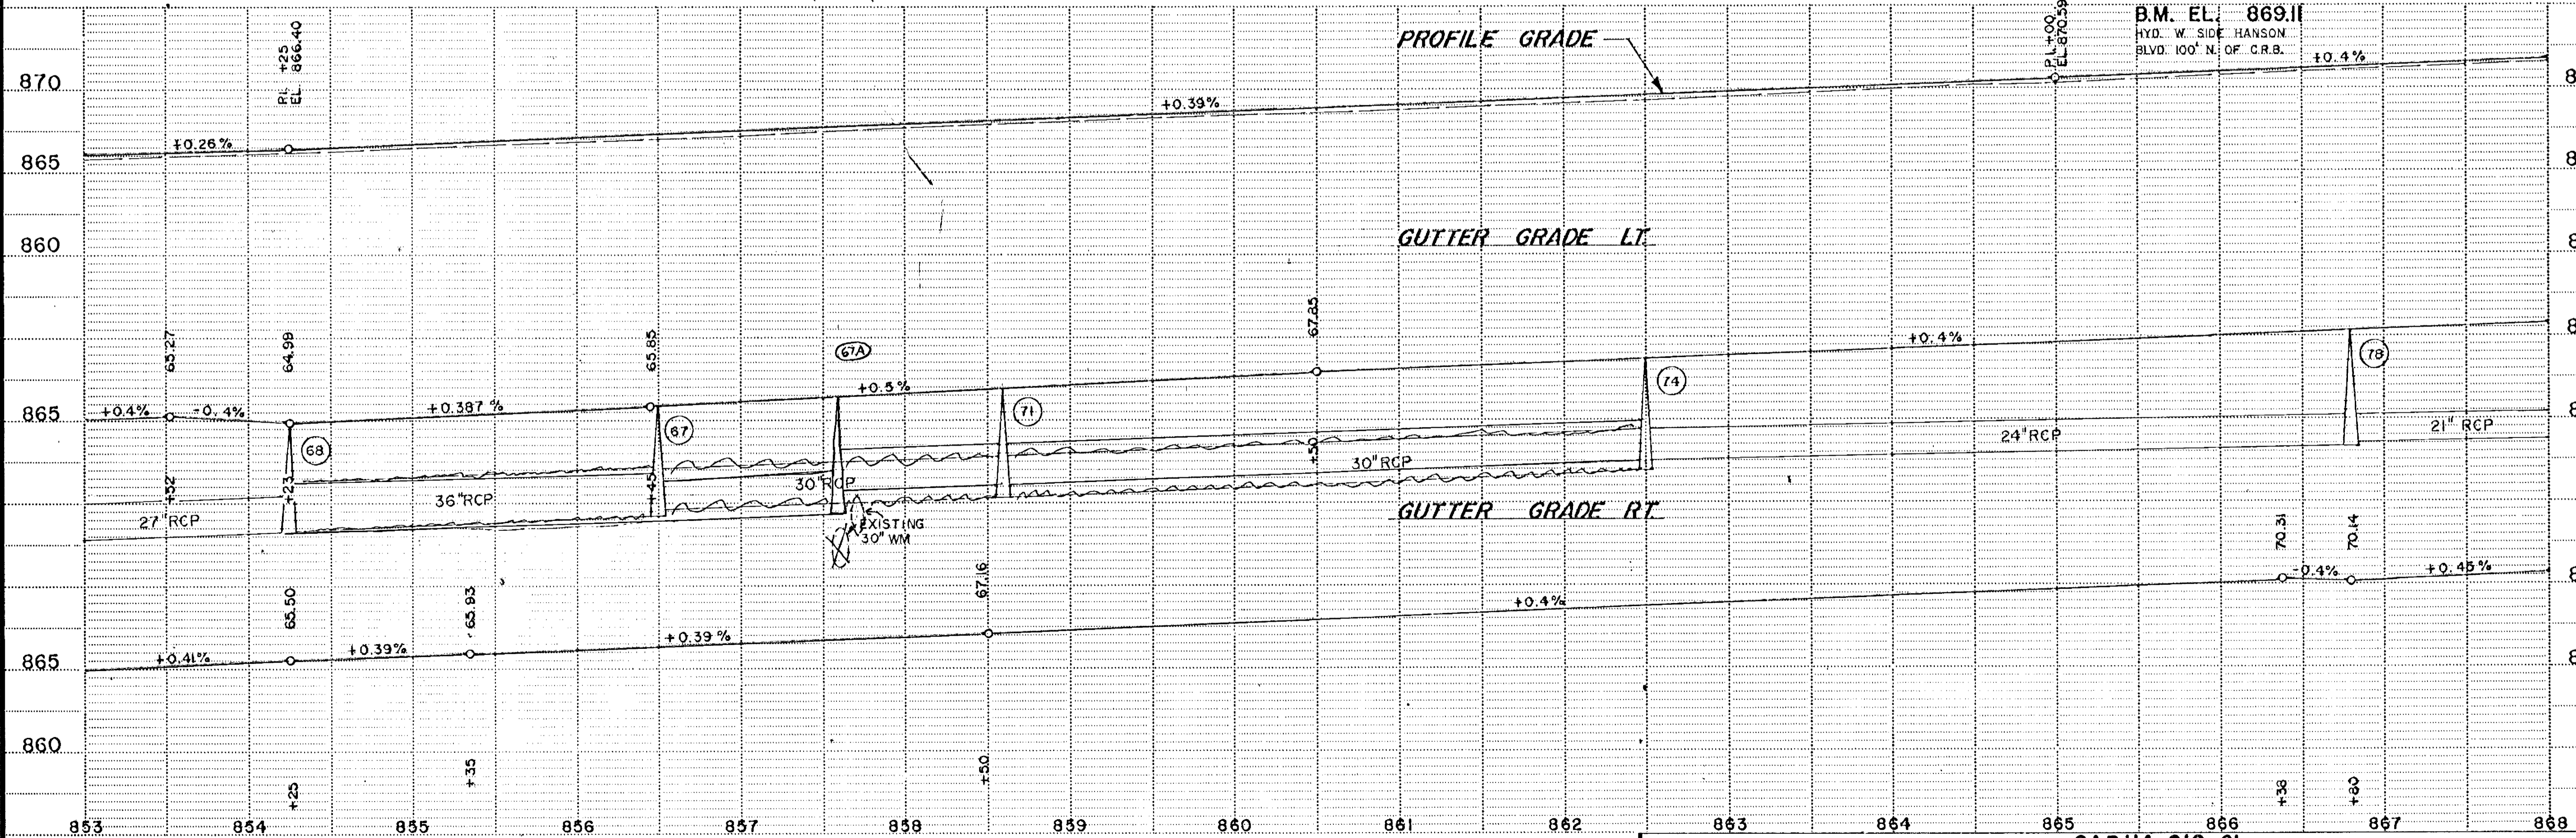 P.I. +25
EL. 866.40
PROFILE GRADE
P.I. +00
EL. 870.59
B.M. EL. 869.11
HYD. W. SIDE HANSON
BLVD. 100' N. OF C.R.B.
870
+0.26%
+0.39%
+0.4%
865
860
GUTTER GRADE LT.
65.27
64.98
65.85
67A
67.85
+0.4%
-0.4%
+0.387 %
+0.5%
+0.4%
865
68
67
71
74
78
27" RCP
+52
+23
36" RCP
+45
30" RCP
+50
30" RCP
24" RCP
21" RCP
EXISTING
30" WM
GUTTER GRADE RT.
65.50
65.93
67.16
70.31
70.14
+0.41%
+0.39%
+0.39%
+0.4%
-0.4%
+0.45%
865
860
+25
+35
+50
+38
+80
853 854 855 856 857 858 859 860 861 862 863 864 865 866 867 868